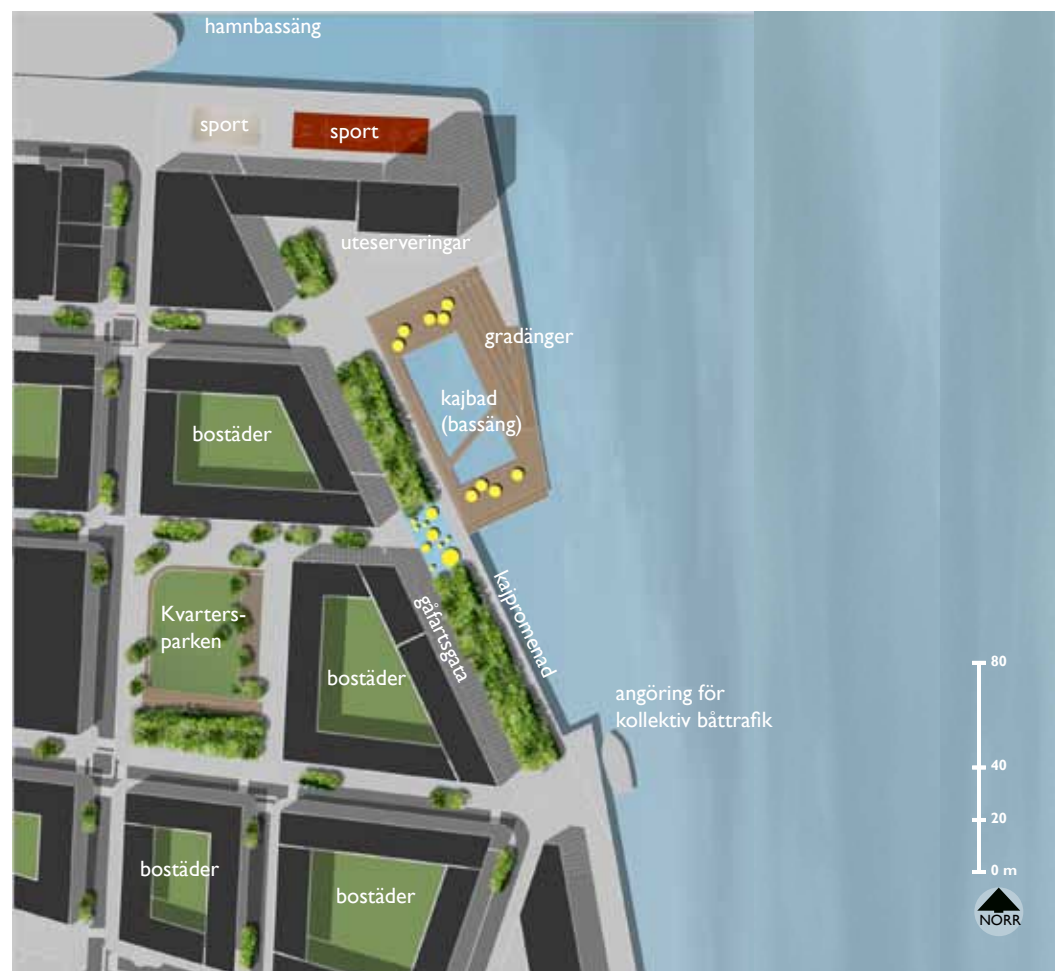 hamnbassäng
sport
sport
uteserveringar
gradänger
kajbad
(bassäng)
bostäder
kajpromenad
gåfartsgata
Kvarters-
parken
bostäder
angöring för
kollektiv båttrafik
80
40
20
0 m
bostäder
bostäder
NORR